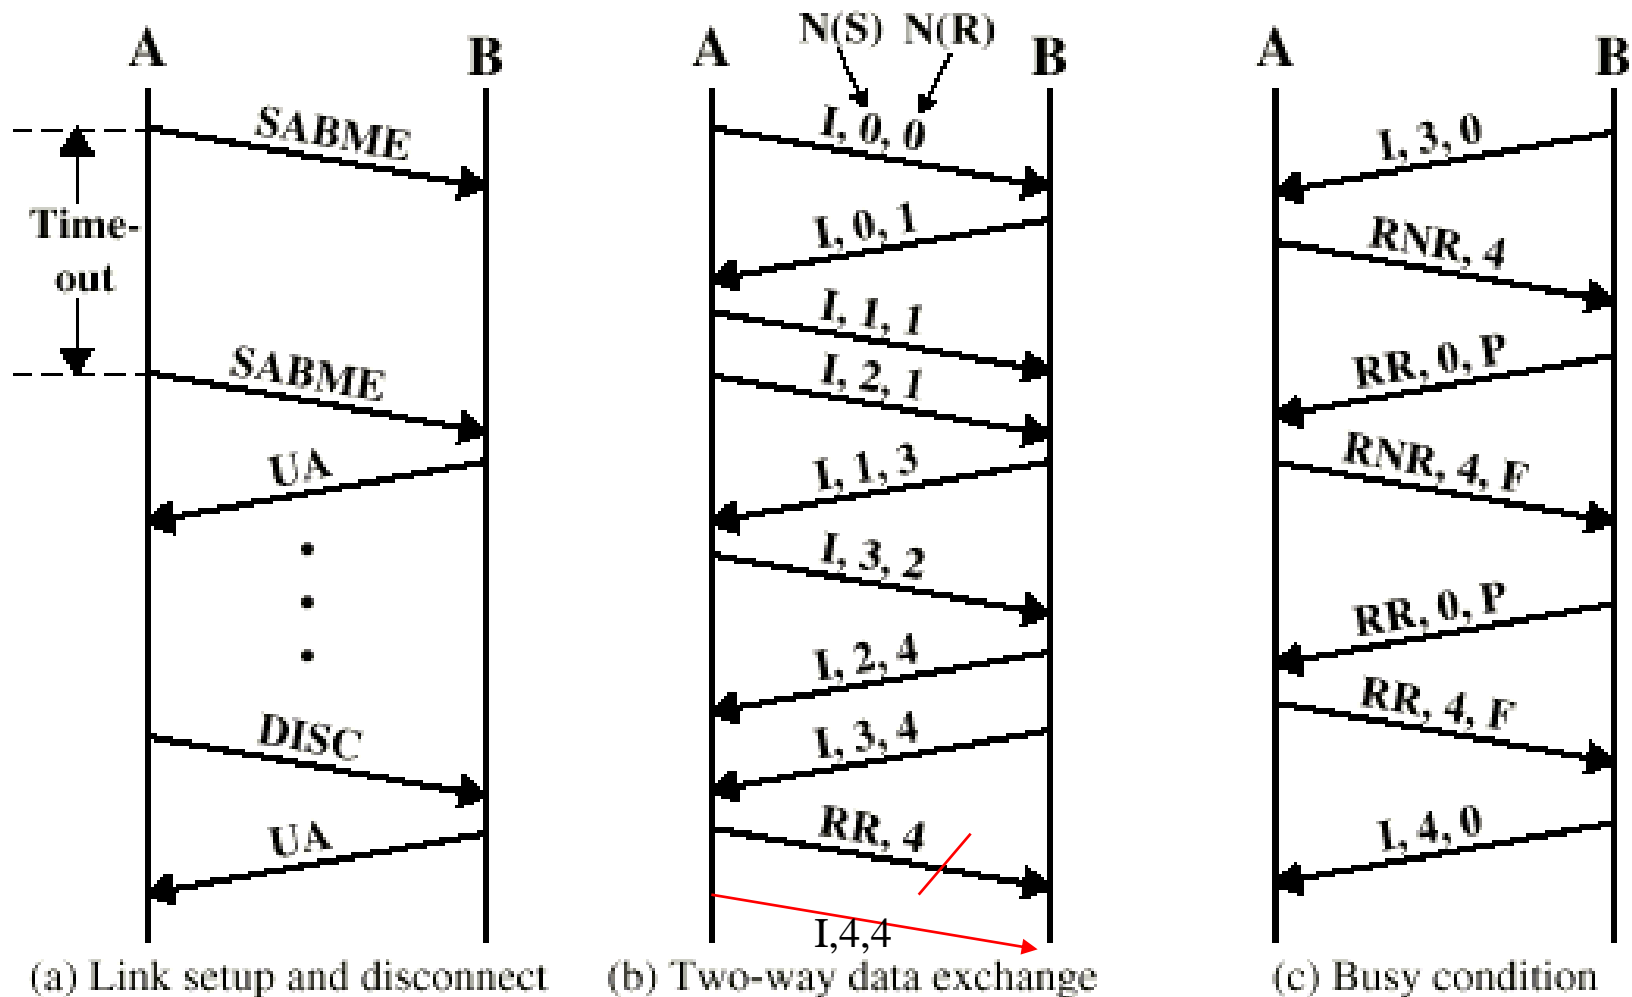 A
B
SABME
Time-
out
SABME
UA
DISC
UA
(a) Link setup and disconnect
A
N(S) N(R)
B
I, 0, 0
I, 0, 1
I, 1, 1
I, 2, 1
I, 1, 3
I, 3, 2
I, 2, 4
I, 3, 4
RR, 4
I,4,4
(b) Two-way data exchange
A
B
I, 3, 0
RNR, 4
RR, 0, P
RNR, 4, F
RR, 0, P
RR, 4, F
I, 4, 0
(c) Busy condition